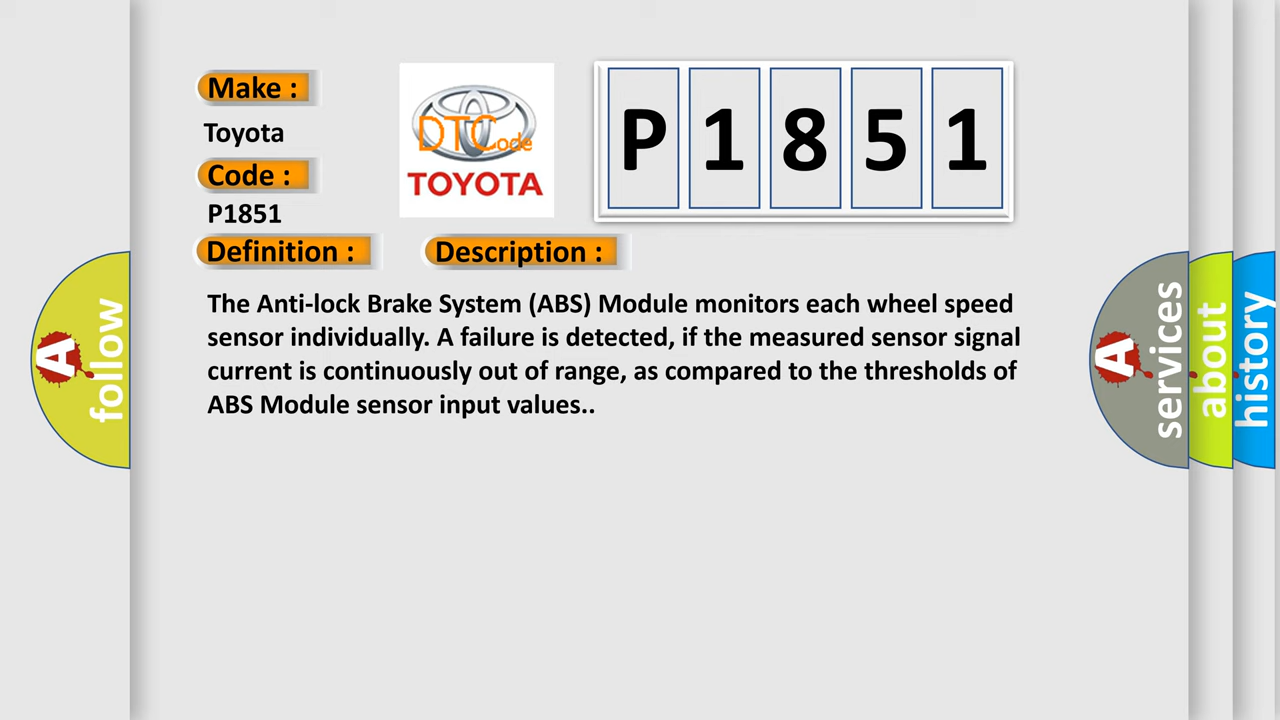 Make :
Toyota
Code :
P1851
DTCode
TOYOTA
P 1 8 5 1
Definition :
Description :
The Anti-lock Brake System (ABS) Module monitors each wheel speed
sensor individually. A failure is detected, if the measured sensor signal
current is continuously out of range, as compared to the thresholds of
ABS Module sensor input values..
A follow
A services
about
history